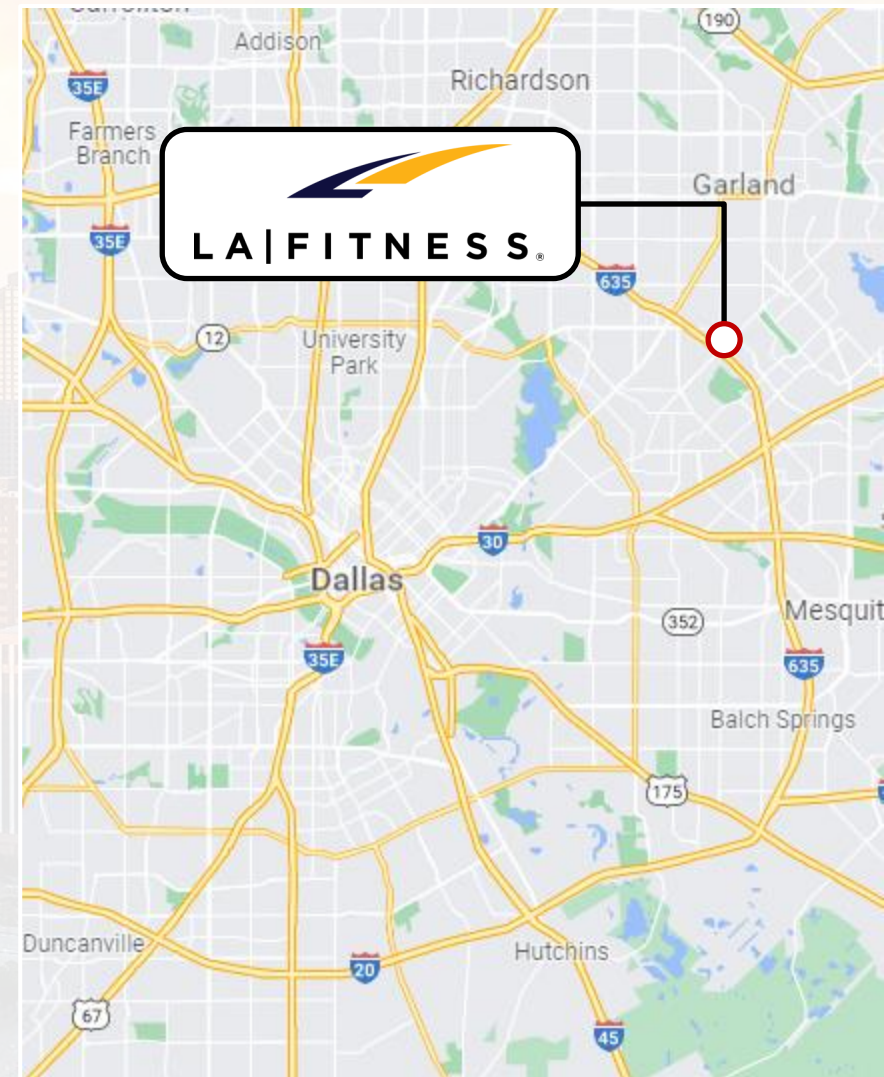 Addison
190
Richardson
35E
Farmers
Branch
Garland
35E
LA|FITNESS®
635
12
University
Park
30
Dallas
352
Mesquit
35E
635
Balch Springs
175
Duncanville
Hutchins
20
67
45